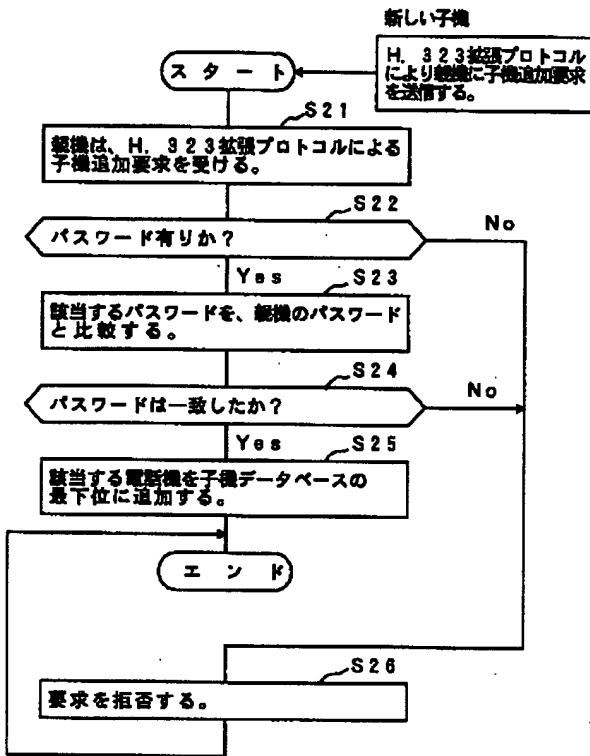 新しい子機
H. 323拡張プロトコル
により親機に子機追加要求
を送信する。
スタート
S21
親機は、H. 323拡張プロトコルによる
子機追加要求を受ける。
S22
パスワード有りか?
No
Yes
S23
該当するパスワードを、親機のパスワード
と比較する。
S24
パスワードは一致したか?
No
Yes
S25
該当する電話機を子機データベースの
最下位に追加する。
エンド
S26
要求を拒否する。